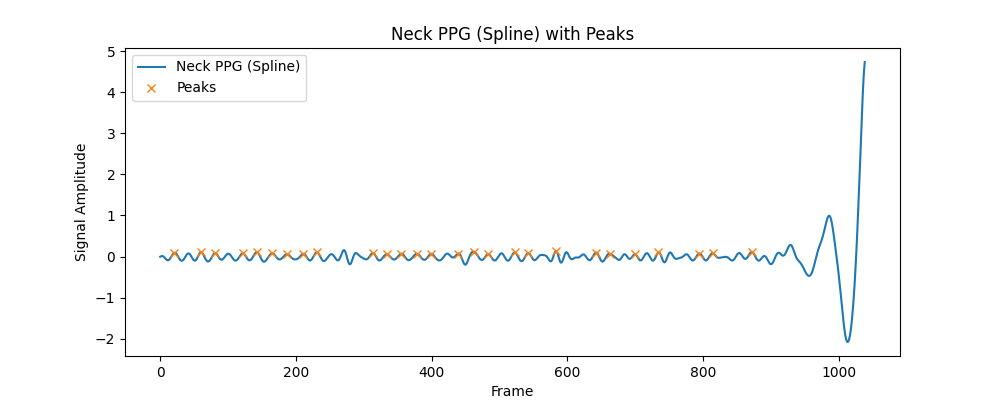 Neck PPG (Spline) with Peaks
Neck PPG (Spline)
Peaks
Signal Amplitude
5
4
3
2
1
0
−1
−2
0 200 400 600 800 1000
Frame